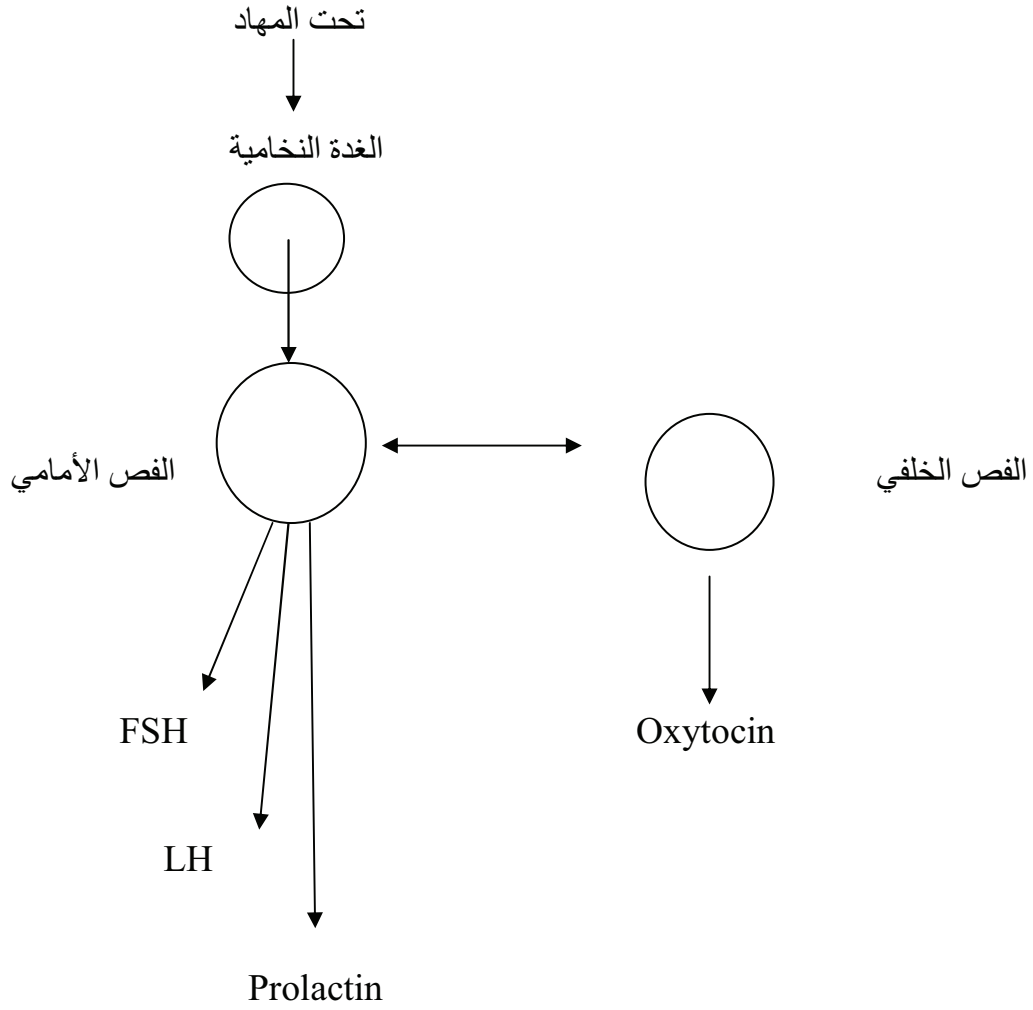 تحت المهاد
الغدة النخامية
الفص الأمامي
الفص الخلفي
FSH
Oxytocin
LH
Prolactin